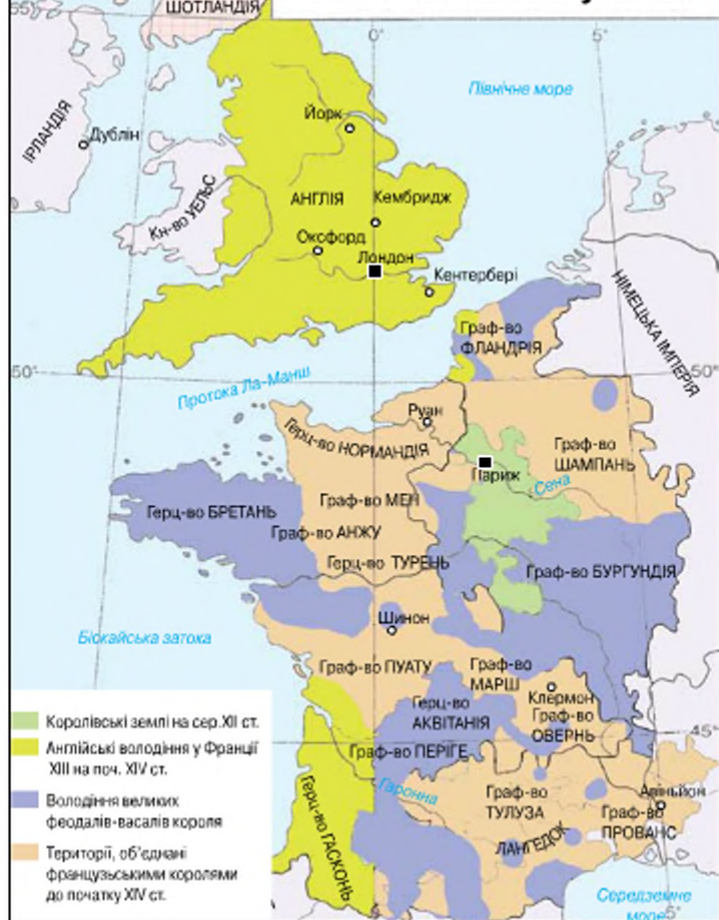 55°
ШОТЛАНДІЯ
0°
5°
Північне море
ІРЛАНДІЯ
Дублін
Йорк
Кн-во УЕЛЬС
АНГЛІЯ
Кембридж
Оксфорд
Лондон
Кентербері
НІМЕЦЬКА ІМПЕРІЯ
Граф-во
ФЛАНДРІЯ
50°
50°
Протока Ла-Манш
Руан
Герц-во НОРМАНДІЯ
Граф-во
ШАМПАНЬ
Париж
Сена
Граф-во МЕН
Герц-во БРЕТАНЬ
Граф-во АНЖУ
Герц-во ТУРЕНЬ
Граф-во БУРГУНДІЯ
Шинон
Біскайська затока
Граф-во ПУАТУ
Граф-во
МАРШ
Клермон
Граф-во
ОВЕРНЬ
Герц-во
АКВІТАНІЯ
45°
Граф-во ПЕРІГЕ
Гаронна
Герц-во ГАСКОНЬ
Граф-во
ТУЛУЗА
Авіньйон
Граф-во
ПРОВАНС
ЛАНГЕДОК
Середземне
море
5°
Королівські землі на сер.XII ст.
Англійські володіння у Франції
XIII на поч. XIV ст.
Володіння великих
феодалів-васалів короля
Території, об'єднані
французськими королями
до початку XIV ст.